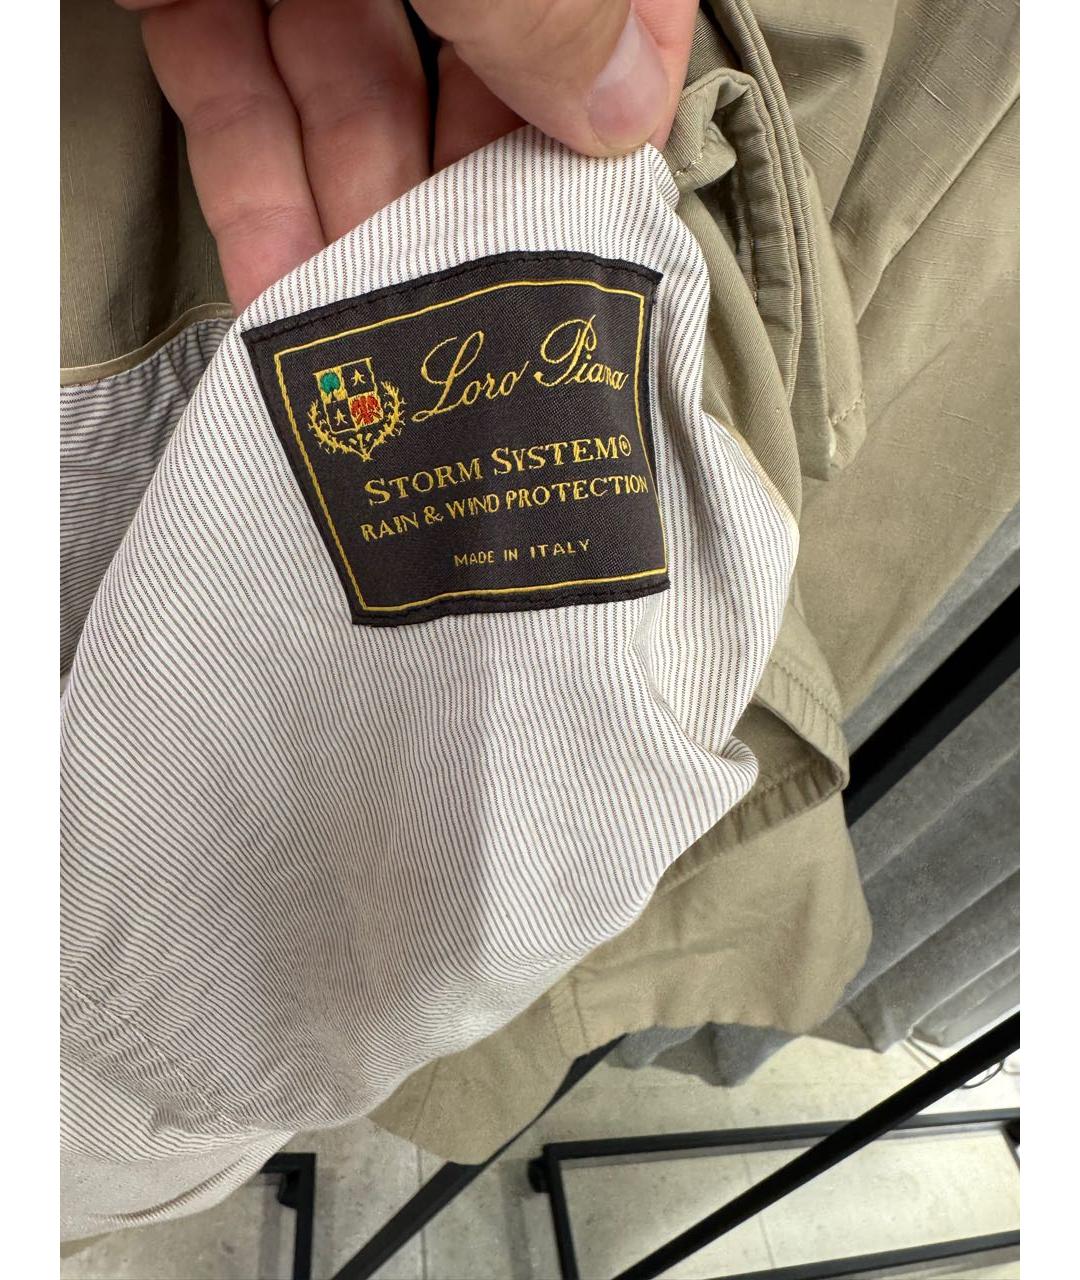 Loro Piana
STORM SYSTEM®
RAIN & WIND PROTECTION
MADE IN ITALY